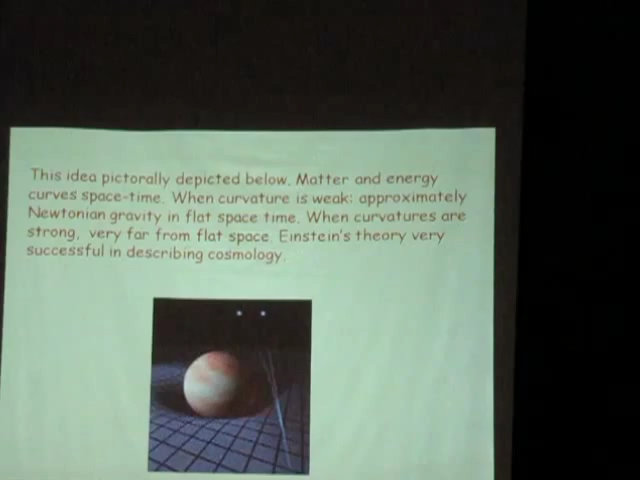 This idea pictorally depicted below. Matter and energy
curves space-time. When curvature is weak: approximately
Newtonian gravity in flat space time. When curvatures are
strong, very far from flat space. Einstein's theory very
successful in describing cosmology.